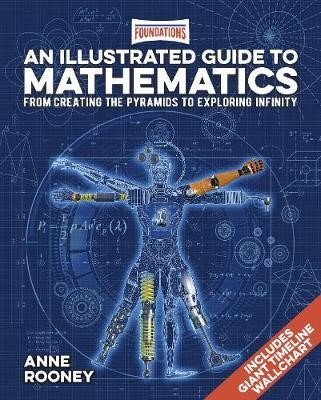 FOUNDATIONS
AN ILLUSTRATED GUIDE TO
MATHEMATICS
FROM CREATING THE PYRAMIDS TO EXPLORING INFINITY
ANNE
ROONEY
INCLUDES
GIANT TIMELINE
WALLCHART